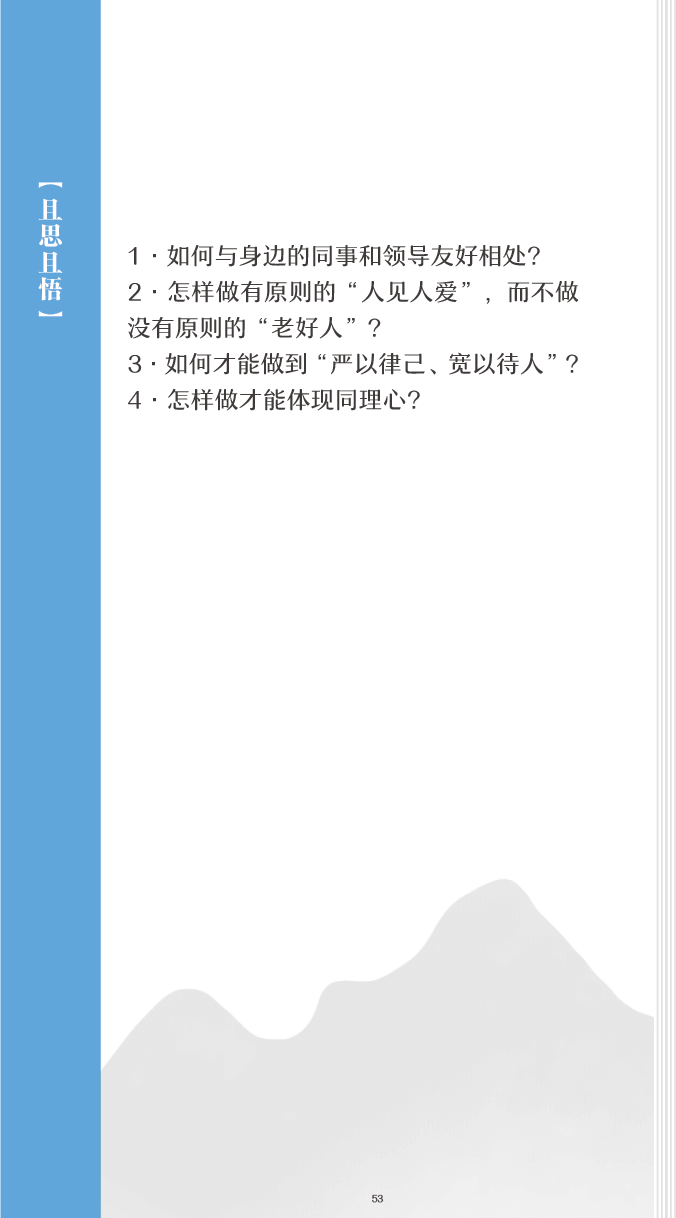 【且思且悟】
1·如何与身边的同事和领导友好相处？
2·怎样做有原则的“人见人爱”，而不做
没有原则的“老好人”？
3·如何才能做到“严以律己、宽以待人”？
4·怎样做才能体现同理心？
53